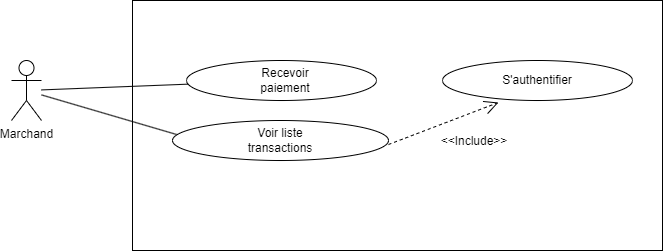 Recevoir
paiement
S'authentifier
Marchand
Voir liste
transactions
<<Include>>